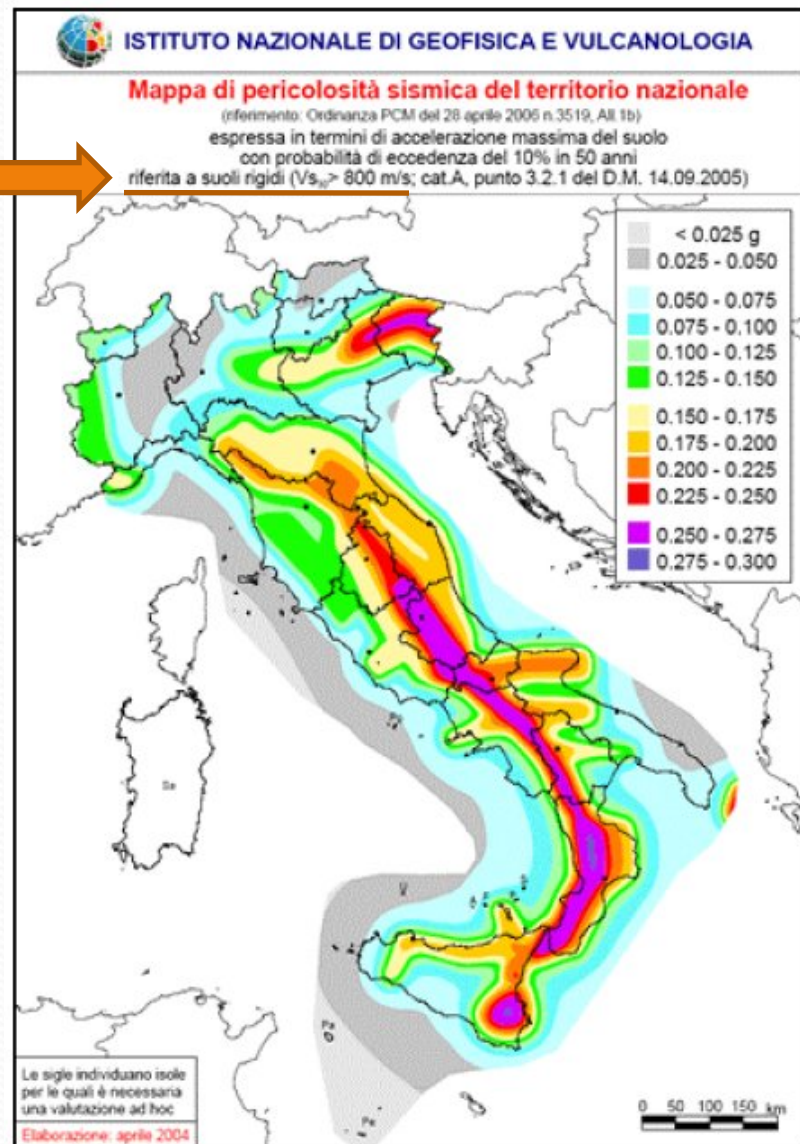 ISTITUTO NAZIONALE DI GEOFISICA E VULCANOLOGIA
Mappa di pericolosità sismica del territorio nazionale
(riferimento: Ordinanza PCM del 28 aprile 2006 n.3519, All.1b)
espressa in termini di accelerazione massima del suolo
con probabilità di eccedenza del 10% in 50 anni
riferita a suoli rigidi (Vs₃₀> 800 m/s; cat.A, punto 3.2.1 del D.M. 14.09.2005)
< 0.025 g
0.025 - 0.050
0.050 - 0.075
0.075 - 0.100
0.100 - 0.125
0.125 - 0.150
0.150 - 0.175
0.175 - 0.200
0.200 - 0.225
0.225 - 0.250
0.250 - 0.275
0.275 - 0.300
Sa
U
Pa
Pe
Le sigle individuano isole
per le quali è necessaria
una valutazione ad hoc
Elaborazione: aprile 2004
0 50 100 150 km